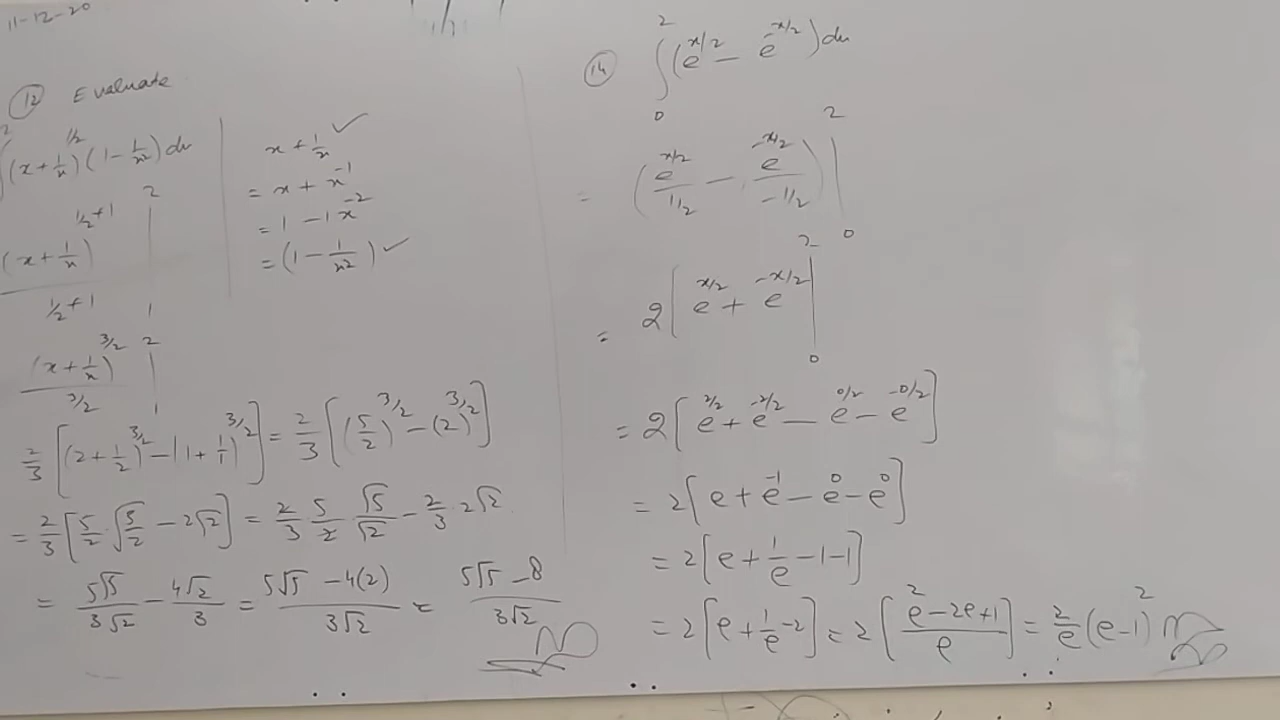 11-12-20
⑫ Evaluate
∫² (x + 1/x)^(1/2) (1 - 1/x²) dx
(x + 1/x)^(1/2+1) / (1/2+1) |₁²
(x + 1/x)^(3/2) / (3/2) |₁²
2/3 [(2 + 1/2)^(3/2) - (1 + 1/1)^(3/2)] = 2/3 [(5/2)^(3/2) - (2)^(3/2)]
= 2/3 [5/2 · √(5/2) - 2√2] = 2/3 5/2 · √5/√2 - 2/3 · 2√2
= 5√5/3√2 - 4√2/3 = (5√5 - 4(2))/3√2 = (5√5 - 8)/3√2
x + 1/x ✓
= x + x^(-1)
= 1 - 1x^(-2)
= (1 - 1/x²) ✓
⑭ ∫₀² (e^(x/2) - e^(-x/2)) dx
= (e^(x/2)/(1/2) - e^(-x/2)/(-1/2)) |₀²
= 2[e^(x/2) + e^(-x/2)|₀²
= 2[e^(2/2) + e^(-2/2) - e^(0/2) - e^(-0/2)]
= 2[e + e^(-1) - e^0 - e^0]
= 2[e + 1/e - 1 - 1]
= 2[e + 1/e - 2] = 2[(e² - 2e + 1)/e] = 2/e (e-1)²